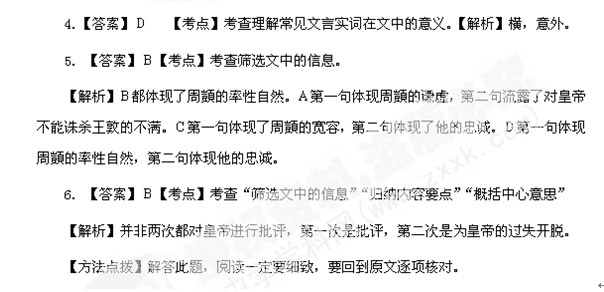 4.【答案】D 【考点】考查理解常见文言实词在文中的意义。【解析】横，意外。
5. 【答案】B【考点】考查筛选文中的信息。
【解析】B都体现了周顗的率性自然。A第一句体现周顗的谦虚，第二句流露了对皇帝
不能诛杀王敦的不满。C第一句体现了周顗的宽容，第二句体现了他的忠诚。D第一句体现
周顗的率性自然，第二句体现他的忠诚。
6. 【答案】B【考点】考查“筛选文中的信息”“归纳内容要点”“概括中心意思”
【解析】并非两次都对皇帝进行批评，第一次是批评，第二次是为皇帝的过失开脱。
【方法点拨】解答此题，阅读一定要细致，要回到原文逐项核对。